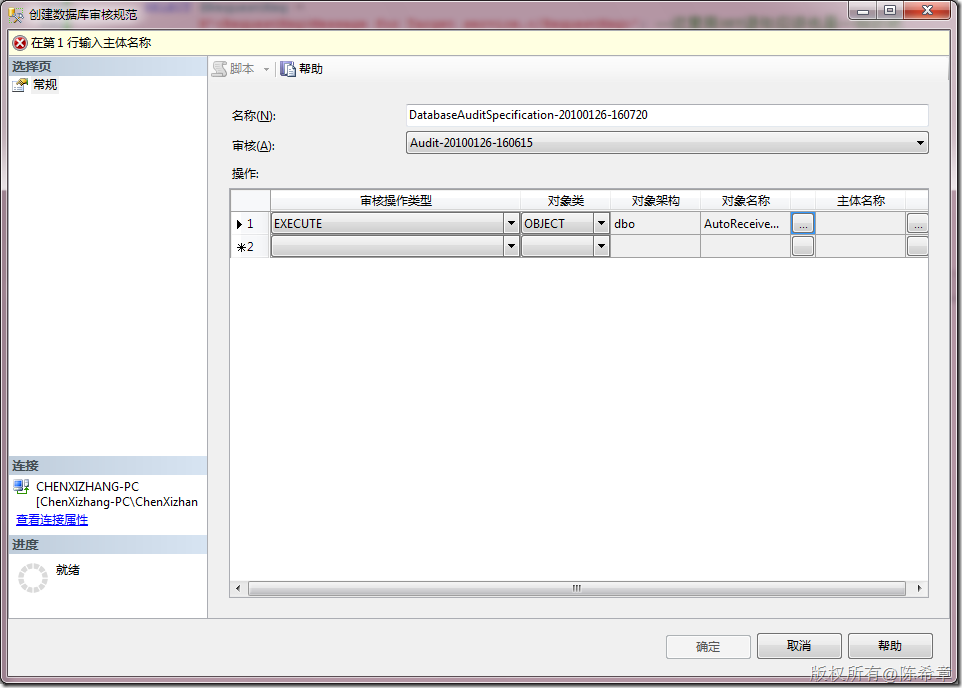 创建数据库审核规范
在第 1 行输入主体名称
选择页
常规
脚本 帮助
名称(N):
DatabaseAuditSpecification-20100126-160720
审核(A):
Audit-20100126-160615
操作:
审核操作类型 对象类 对象架构 对象名称 主体名称
1 EXECUTE OBJECT dbo AutoReceive... ... ...
*2
连接
CHENXIZHANG-PC
[ChenXizhang-PC\ChenXizhan
查看连接属性
进度
就绪
确定 取消 帮助
版权所有@陈希章